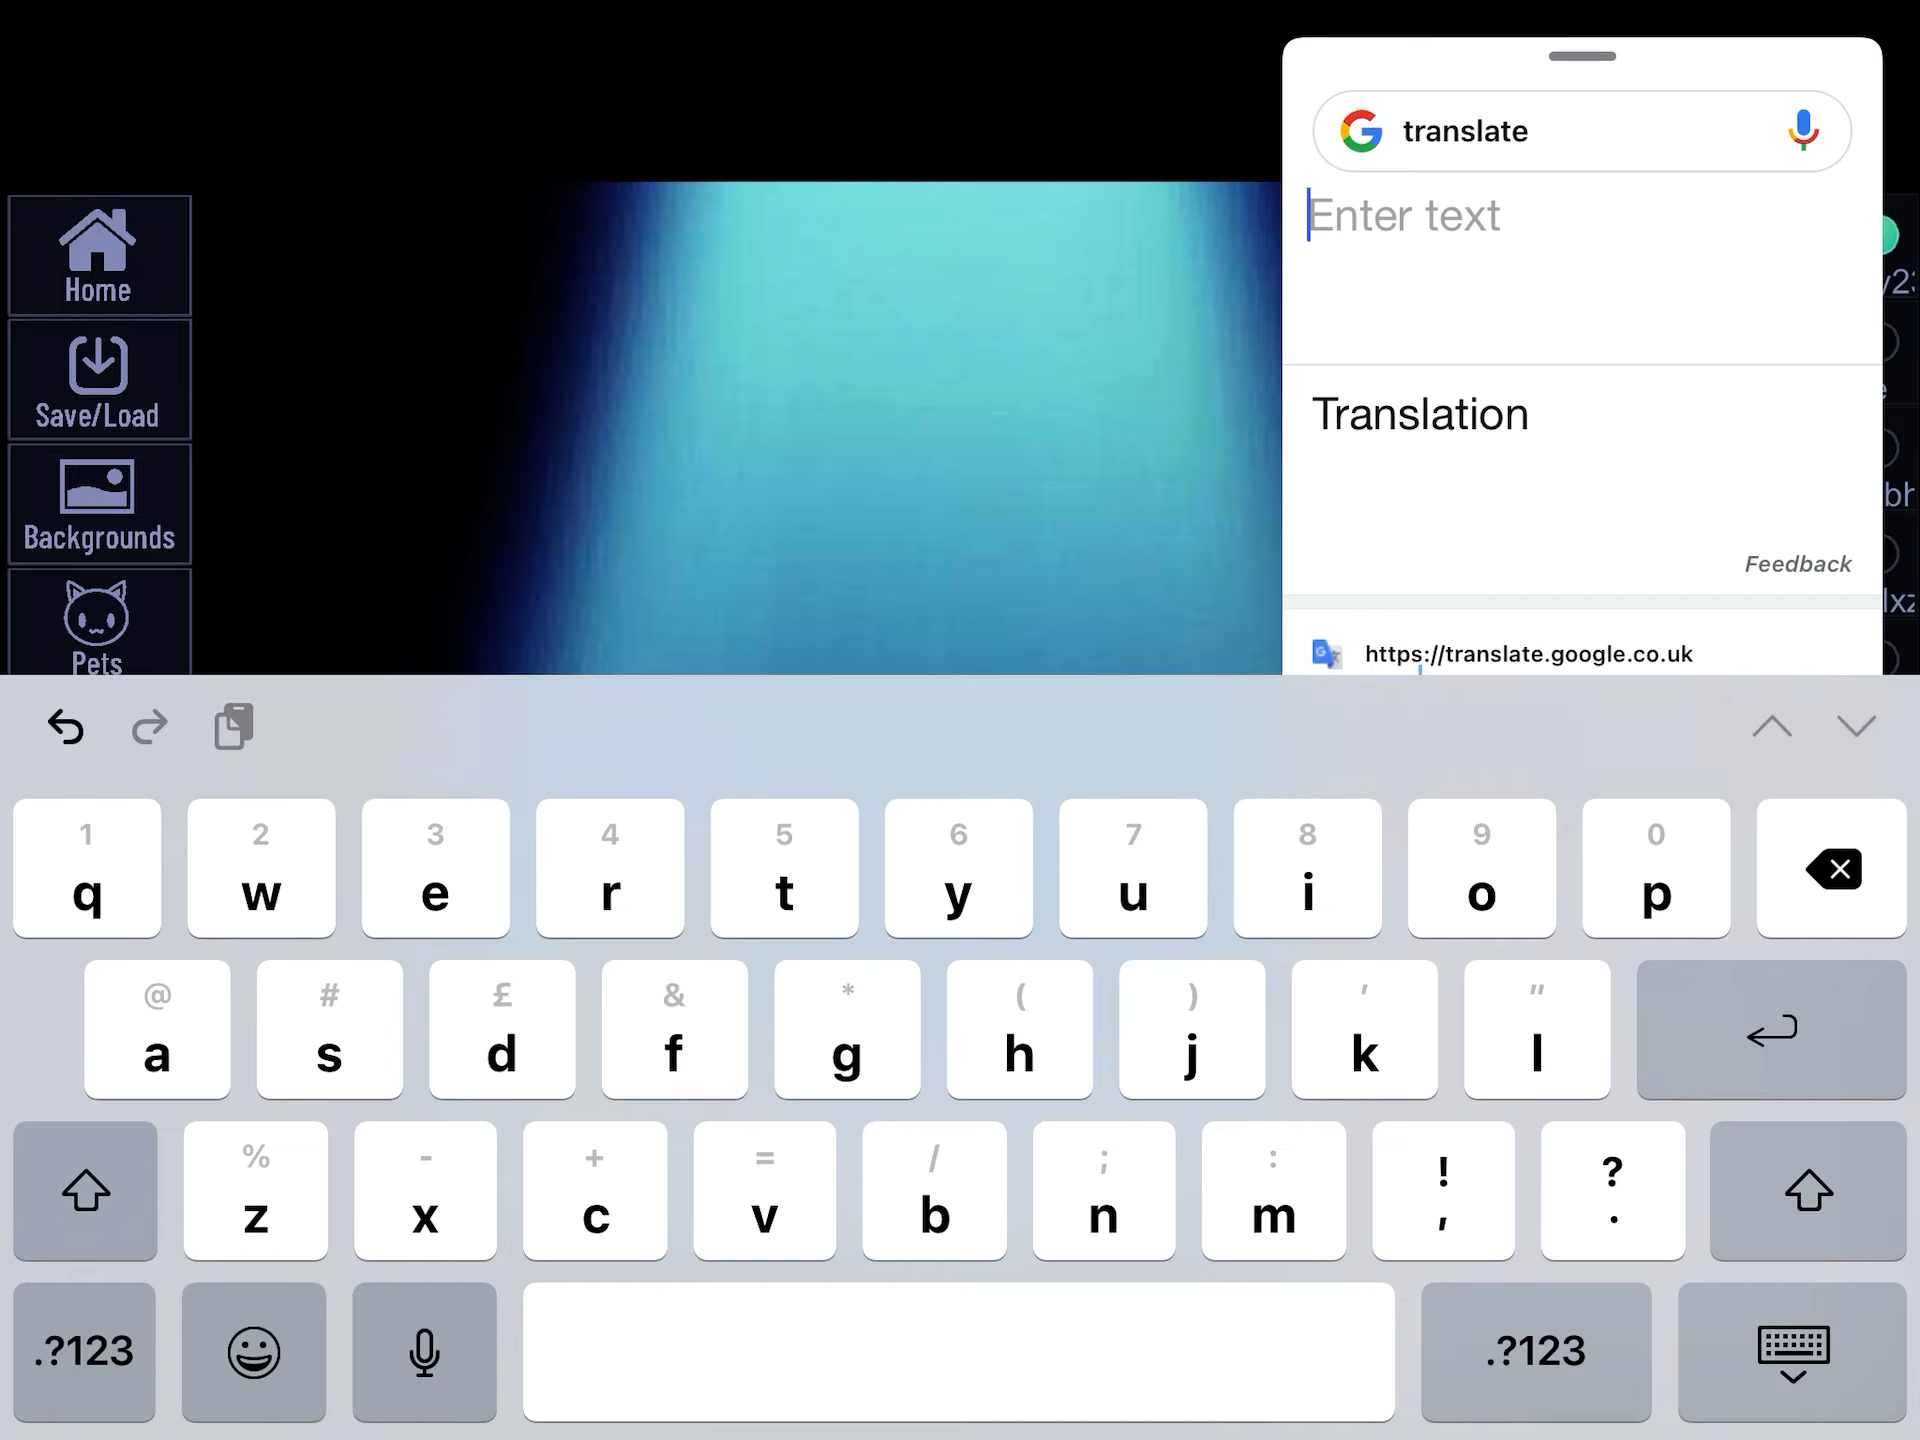 translate
Enter text
Translation
Feedback
https://translate.google.co.uk
Home
Save/Load
Backgrounds
Pets
1 2 3 4 5 6 7 8 9 0
q w e r t y u i o p
@ # £ & * ( ) ' "
a s d f g h j k l
% - + = / ; : ! ?
z x c v b n m , .
.?123 .?123